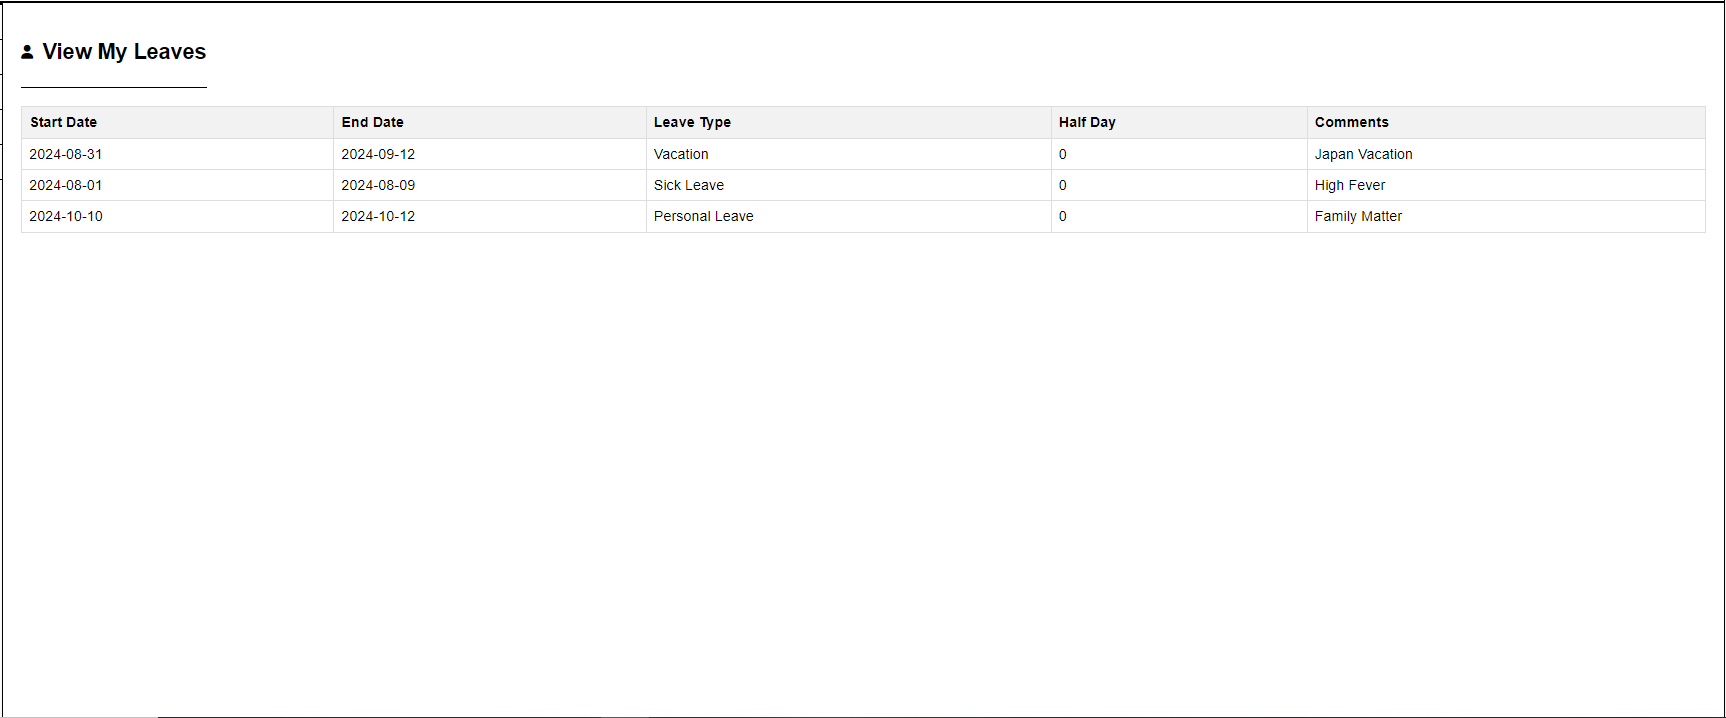 View My Leaves
Start Date End Date Leave Type Half Day Comments
2024-08-31 2024-09-12 Vacation 0 Japan Vacation
2024-08-01 2024-08-09 Sick Leave 0 High Fever
2024-10-10 2024-10-12 Personal Leave 0 Family Matter